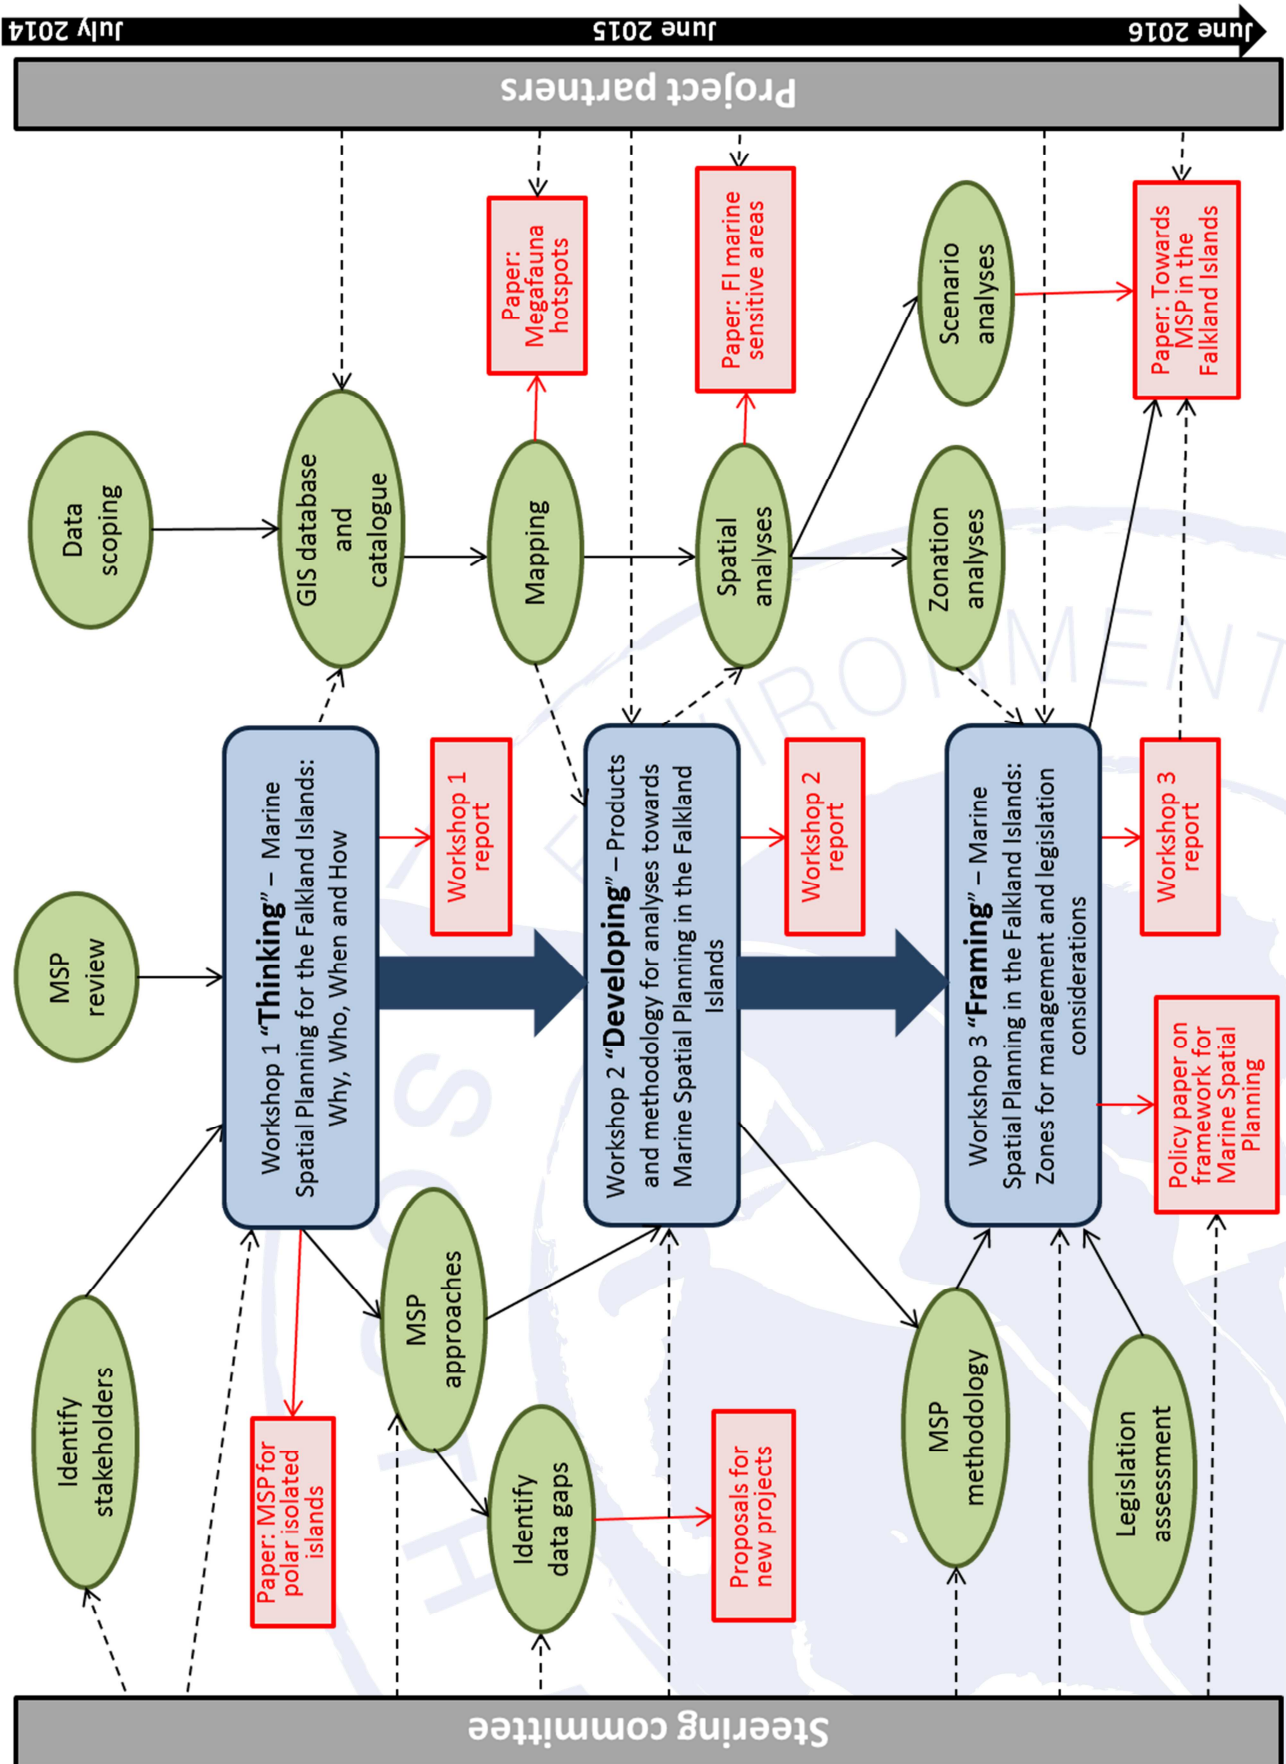 July 2014
June 2015
June 2016
Project partners
Data
scoping
GIS database
and
catalogue
Mapping
Paper:
Megafauna
hotspots
Spatial
analyses
Paper: FI marine
sensitive areas
Scenario
analyses
Zonation
analyses
Paper: Towards
MSP in the
Falkland Islands
MSP
review
Workshop 1 “Thinking” – Marine
Spatial Planning for the Falkland Islands:
Why, Who, When and How
Workshop 1
report
Workshop 2 “Developing” – Products
and methodology for analyses towards
Marine Spatial Planning in the Falkland
Islands
Workshop 2
report
Workshop 3 “Framing” – Marine
Spatial Planning in the Falkland Islands:
Zones for management and legislation
considerations
Workshop 3
report
Policy paper on
framework for
Marine Spatial
Planning
Identify
stakeholders
Paper: MSP for
polar isolated
islands
MSP
approaches
Identify
data gaps
Proposals for
new projects
MSP
methodology
Legislation
assessment
Steering committee